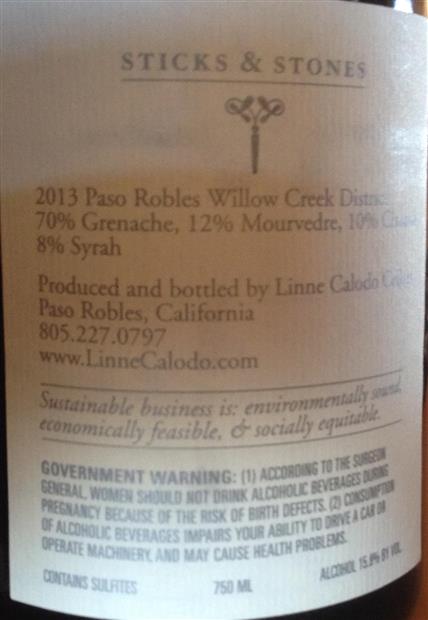 STICKS & STONES
2013 Paso Robles Willow Creek District
70% Grenache, 12% Mourvedre, 10%
8% Syrah
Produced and bottled by Linne Calodo
Paso Robles, California
805.227.0797
www.LinneCalodo.com
Sustainable business is: environmentally sound,
economically feasible, & socially equitable.
GOVERNMENT WARNING: (1) ACCORDING TO THE SURGEON
GENERAL, WOMEN SHOULD NOT DRINK ALCOHOLIC BEVERAGES DURING
PREGNANCY BECAUSE OF THE RISK OF BIRTH DEFECTS. (2) CONSUMPTION
OF ALCOHOLIC BEVERAGES IMPAIRS YOUR ABILITY TO DRIVE A CAR OR
OPERATE MACHINERY, AND MAY CAUSE HEALTH PROBLEMS.
CONTAINS SULFITES 750 ML ALCOHOL 15.8% BY VOL